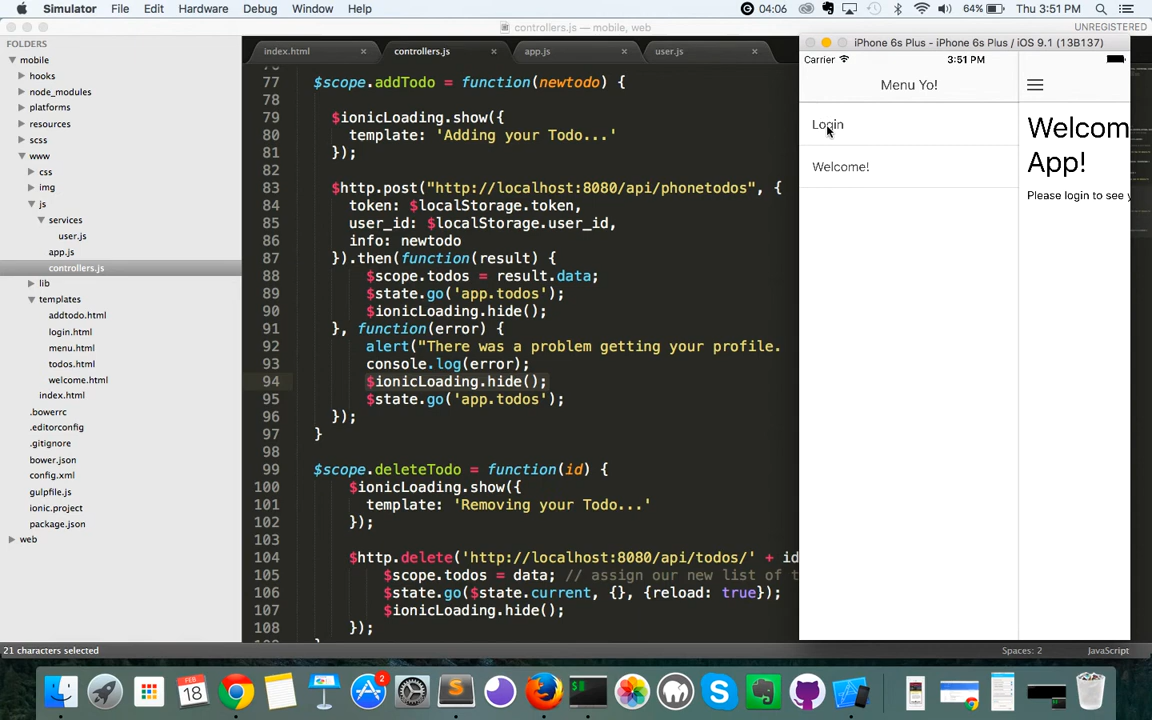 Simulator File Edit Hardware Debug Window Help 04:06 64% Thu 3:51 PM
controllers.js — mobile, web UNREGISTERED
FOLDERS
mobile
hooks
node_modules
platforms
resources
scss
www
css
img
js
services
user.js
app.js
controllers.js
lib
templates
addtodo.html
login.html
menu.html
todos.html
welcome.html
index.html
.bowerrc
.editorconfig
.gitignore
bower.json
config.xml
gulpfile.js
ionic.project
package.json
web
index.html controllers.js app.js user.js
77 $scope.addTodo = function(newtodo) {
78
79 $ionicLoading.show({
80 template: 'Adding your Todo...'
81 });
82
83 $http.post("http://localhost:8080/api/phonetodos", {
84 token: $localStorage.token,
85 user_id: $localStorage.user_id,
86 info: newtodo
87 }).then(function(result) {
88 $scope.todos = result.data;
89 $state.go('app.todos');
90 $ionicLoading.hide();
91 }, function(error) {
92 alert("There was a problem getting your profile.
93 console.log(error);
94 $ionicLoading.hide();
95 $state.go('app.todos');
96 });
97 }
98
99 $scope.deleteTodo = function(id) {
100 $ionicLoading.show({
101 template: 'Removing your Todo...'
102 });
103
104 $http.delete('http://localhost:8080/api/todos/' + id
105 $scope.todos = data; // assign our new list of t
106 $state.go($state.current, {}, {reload: true});
107 $ionicLoading.hide();
108 });
iPhone 6s Plus - iPhone 6s Plus / iOS 9.1 (13B137)
Carrier 3:51 PM
Menu Yo!
Login
Welcome!
Welcom
App!
Please login to see y
21 characters selected Spaces: 2 JavaScript
FEB
18
2